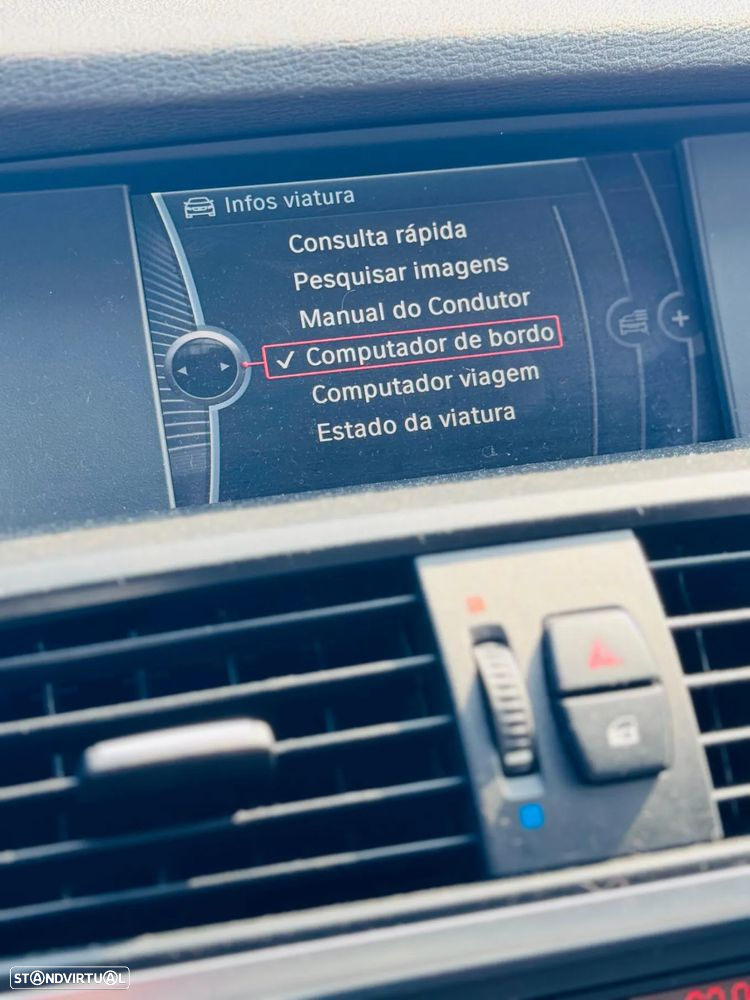 Infos viatura
Consulta rápida
Pesquisar imagens
Manual do Condutor
✓ Computador de bordo
Computador viagem
Estado da viatura
STANDVIRTUAL